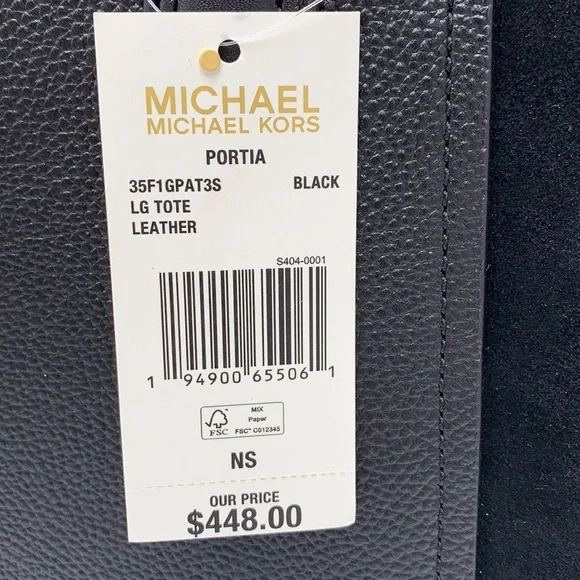 MICHAEL
MICHAEL KORS
PORTIA
35F1GPAT3S BLACK
LG TOTE
LEATHER
S404-0001
1 94900 65506 1
FSC
MIX
Paper
FSC™ C012345
NS
OUR PRICE
$448.00